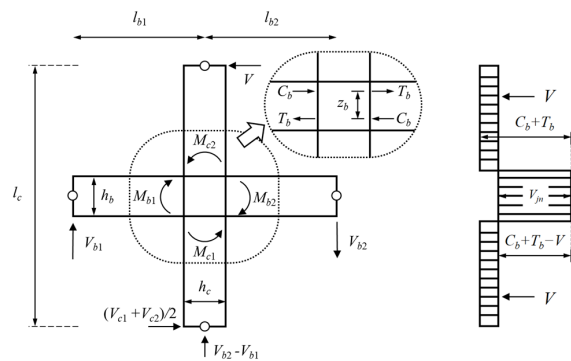 l_b1 l_b2
V
C_b T_b
z_b
T_b C_b
V
C_b+T_b
M_c2
l_c
h_b M_b1 M_b2
V_jn
V_b1
M_c1
V_b2
C_b+T_b−V
h_c
V
(V_c1+V_c2)/2
V_b2-V_b1